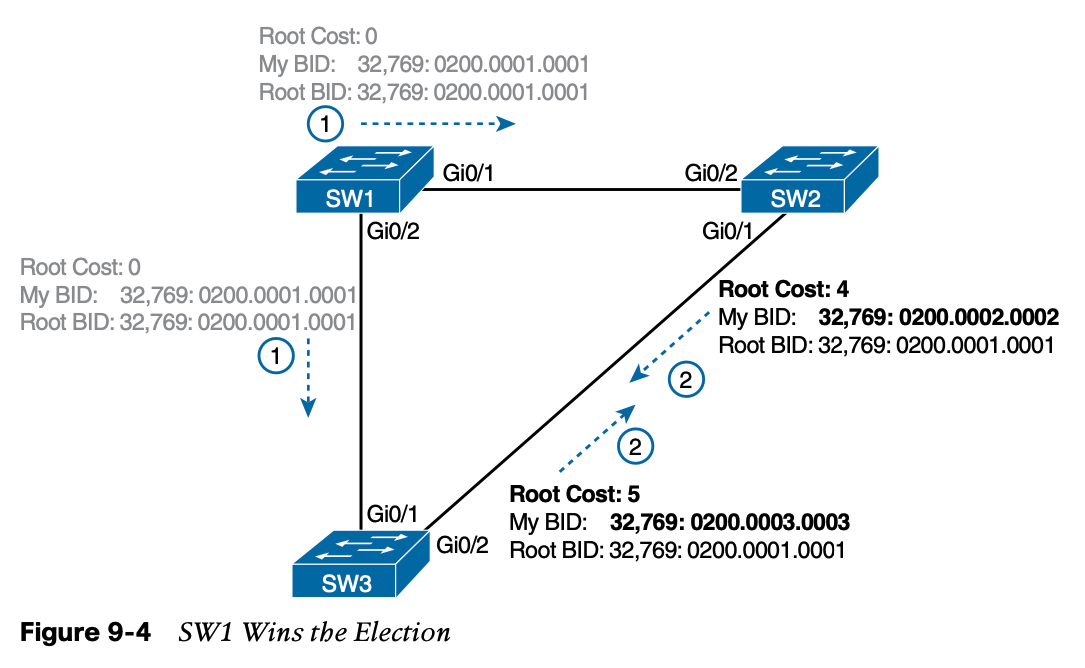 Root Cost: 0
My BID: 32,769: 0200.0001.0001
Root BID: 32,769: 0200.0001.0001
1
SW1
Gi0/1
Gi0/2
SW2
Gi0/2
Gi0/1
Root Cost: 0
My BID: 32,769: 0200.0001.0001
Root BID: 32,769: 0200.0001.0001
1
Root Cost: 4
My BID: 32,769: 0200.0002.0002
Root BID: 32,769: 0200.0001.0001
2
2
Root Cost: 5
My BID: 32,769: 0200.0003.0003
Root BID: 32,769: 0200.0001.0001
Gi0/1
Gi0/2
SW3
Figure 9-4 SW1 Wins the Election